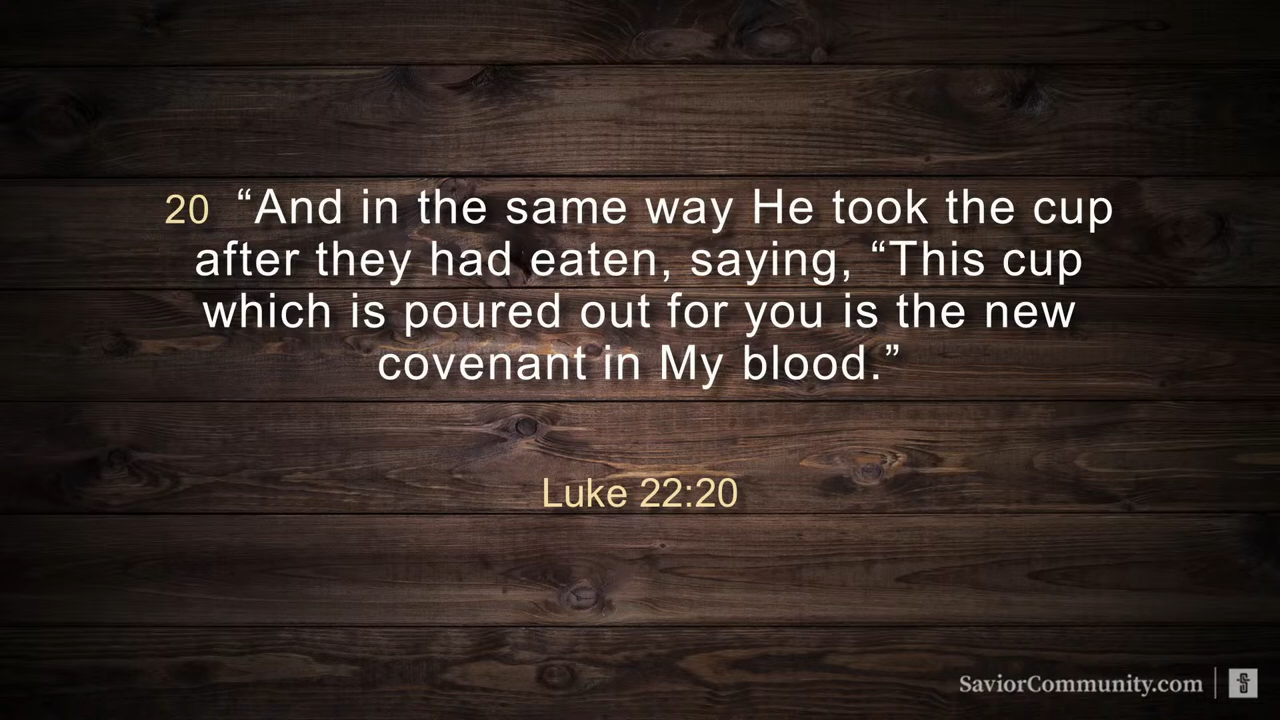 20 “And in the same way He took the cup
after they had eaten, saying, “This cup
which is poured out for you is the new
covenant in My blood.”
Luke 22:20
SaviorCommunity.com